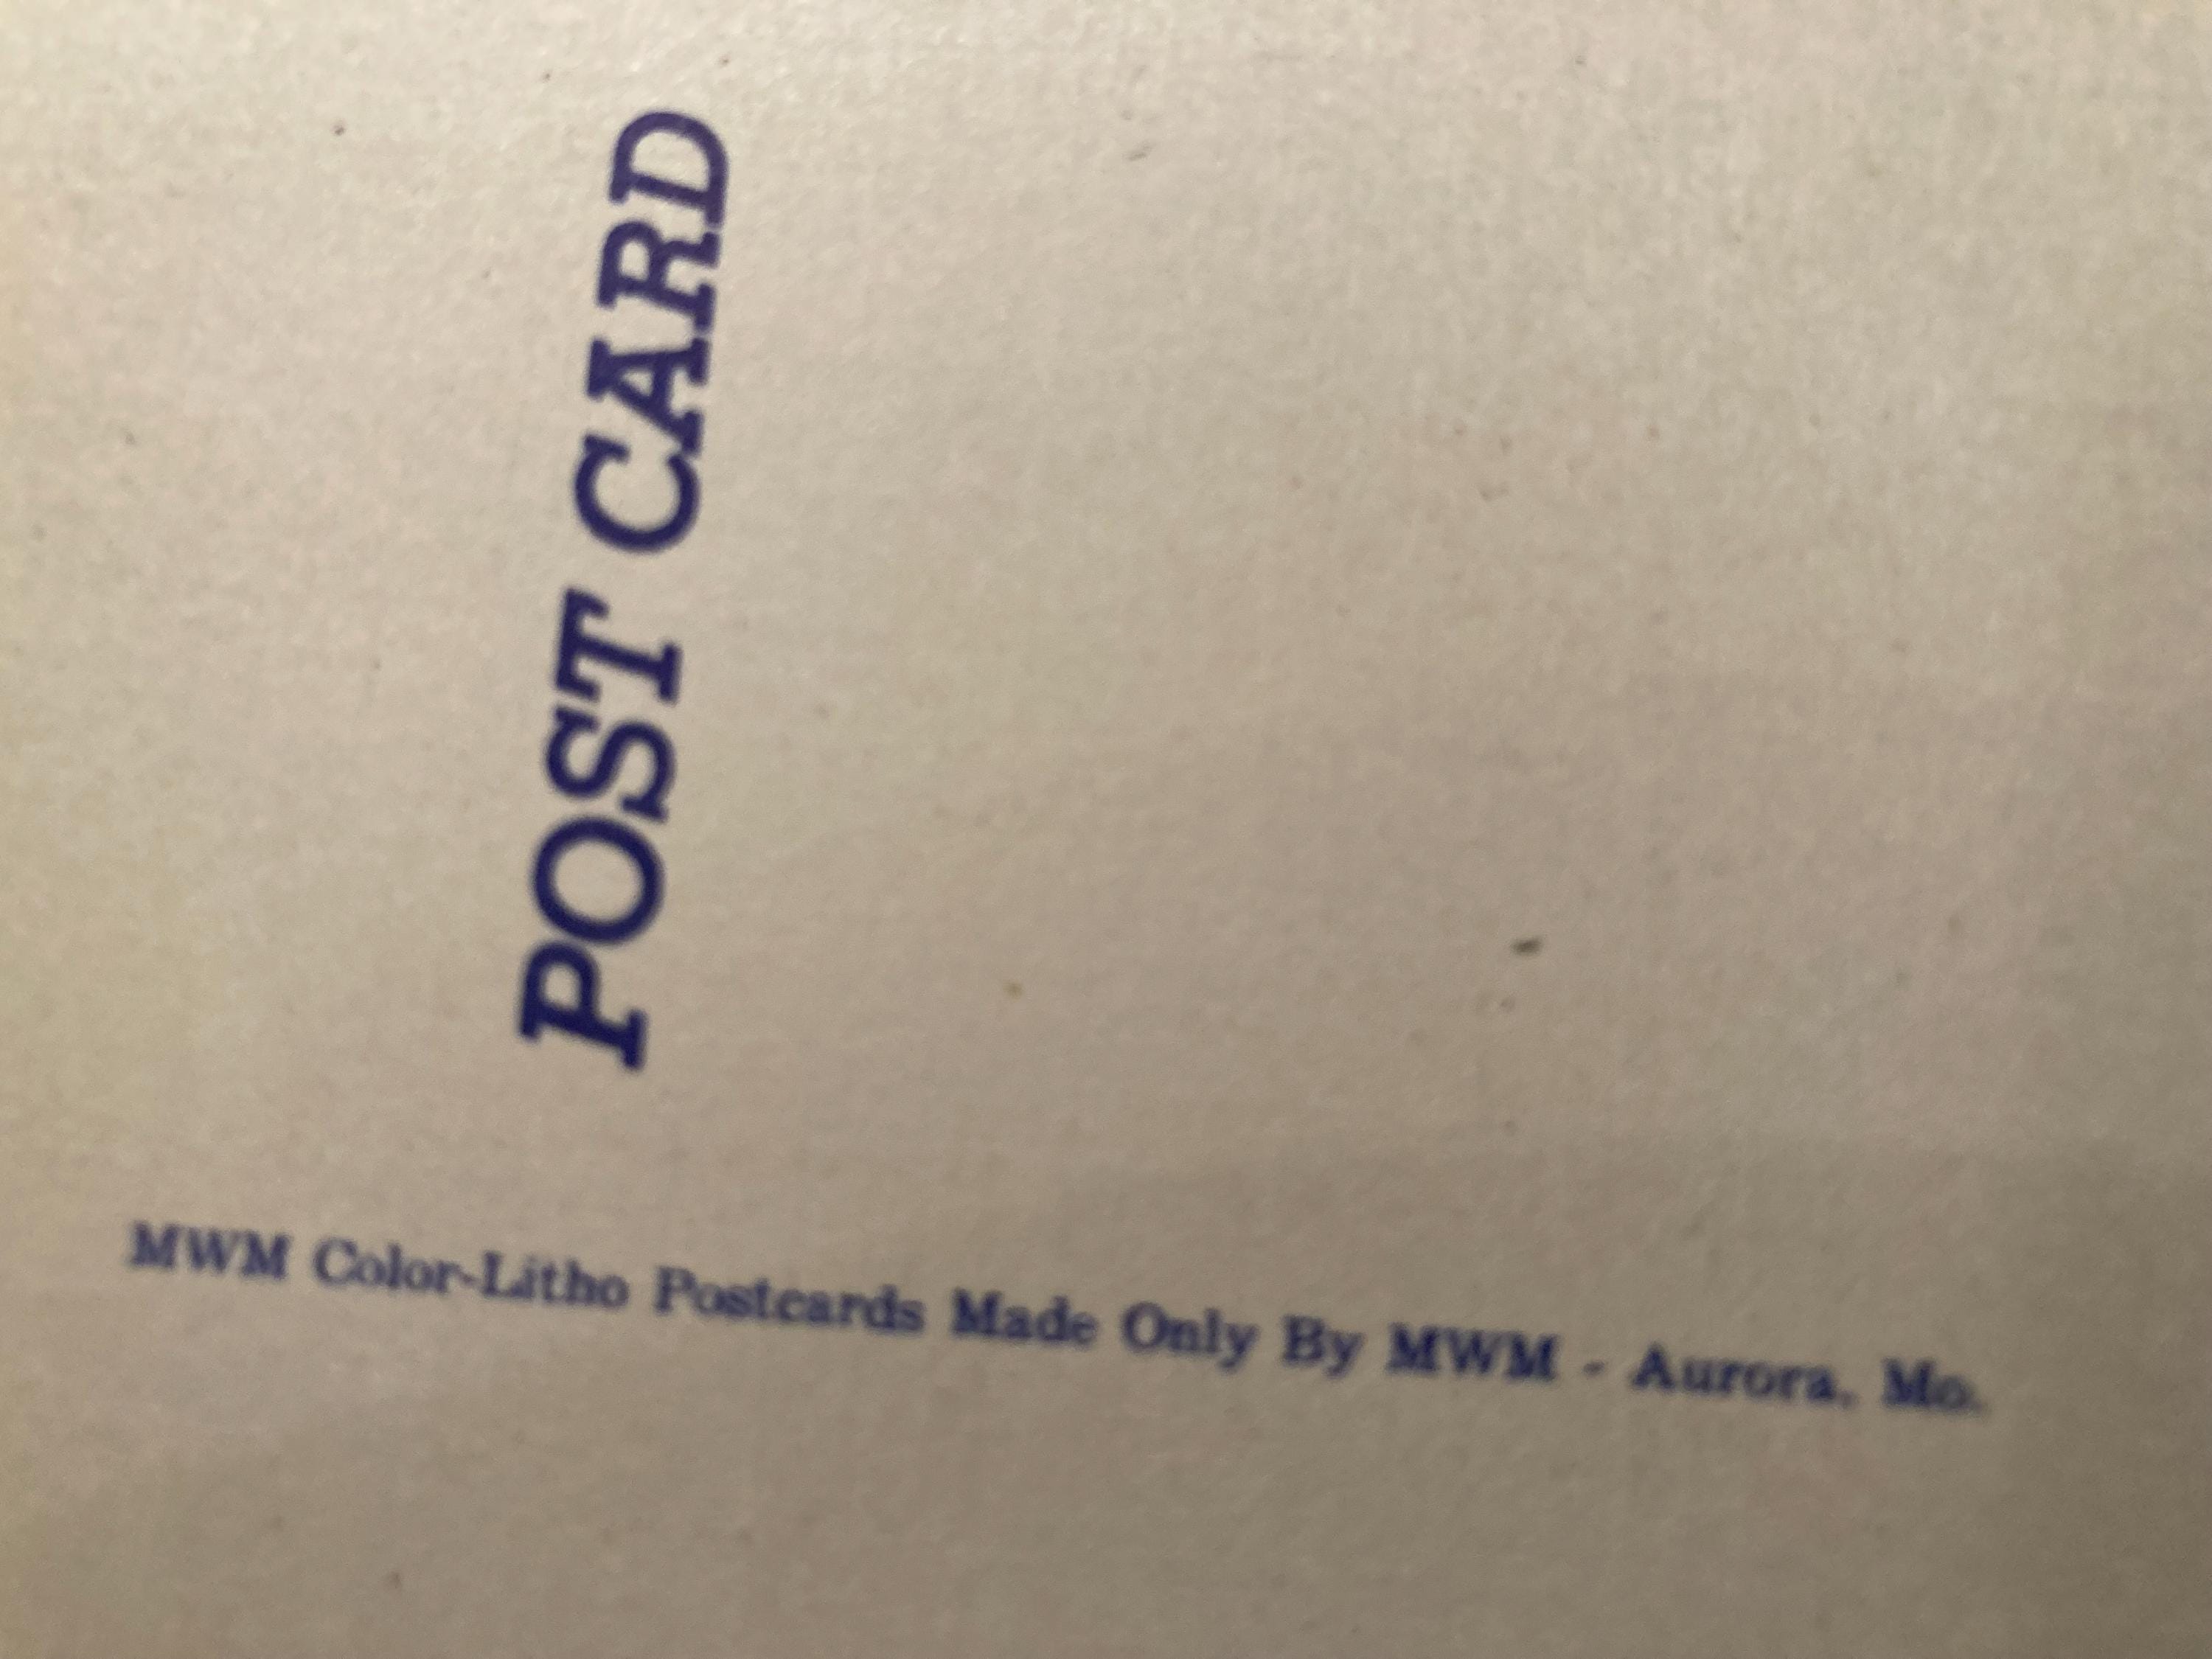 POST CARD
MWM Color-Litho Postcards Made Only By MWM - Aurora, Mo.